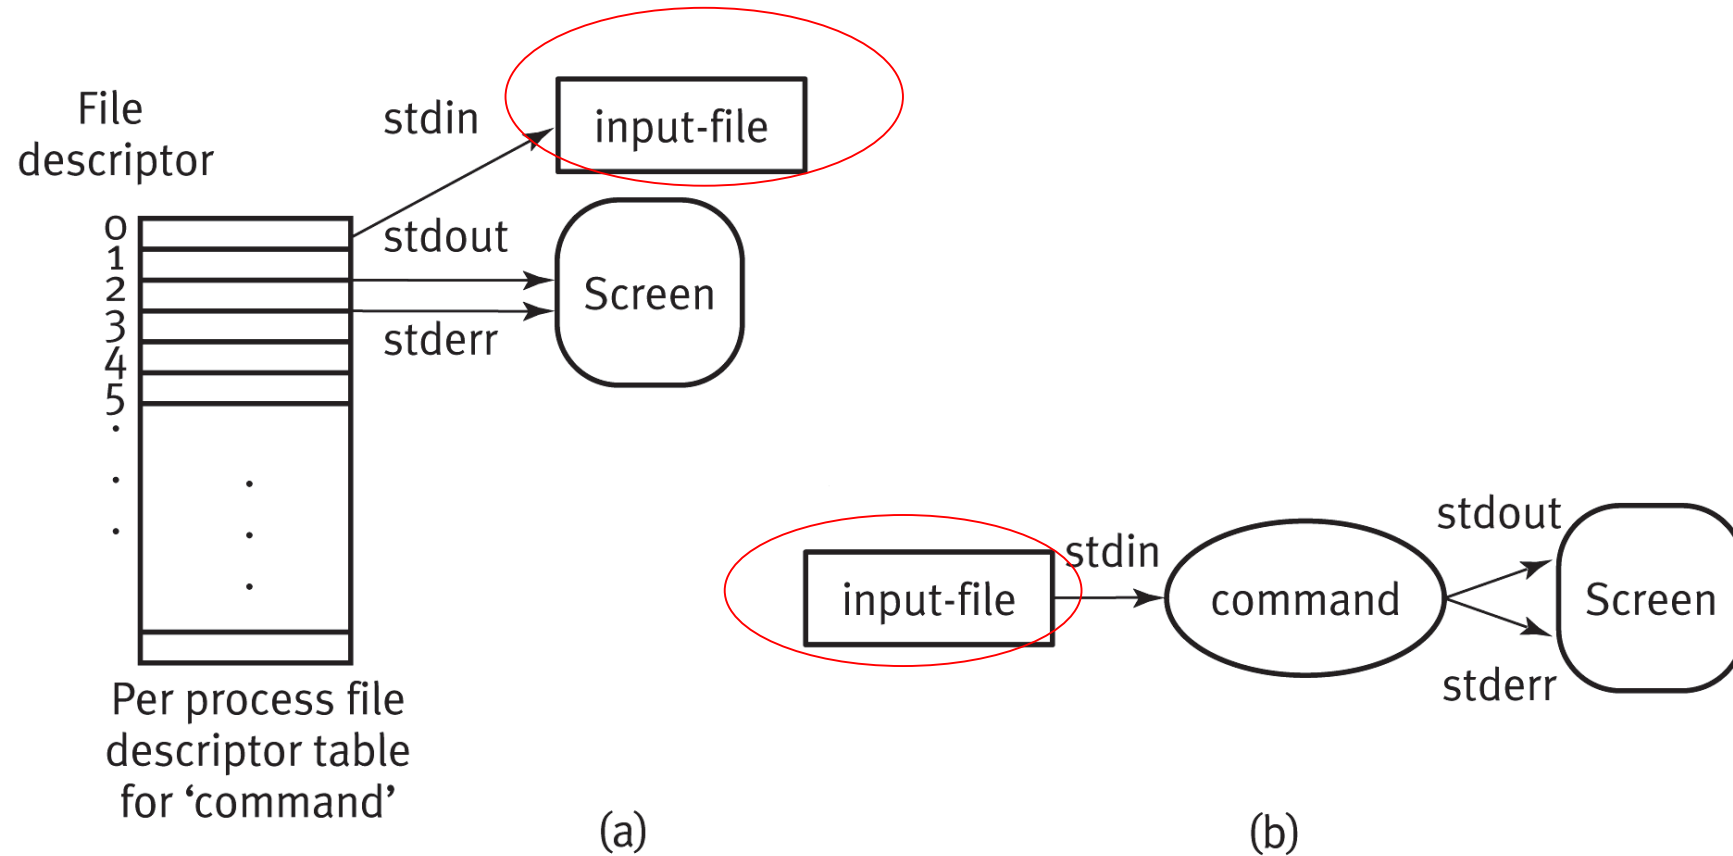 File
descriptor
stdin
input-file
0
1
2
3
4
5
stdout
stderr
Screen
Per process file
descriptor table
for ‘command’
(a)
input-file
stdin
command
stdout
stderr
Screen
(b)